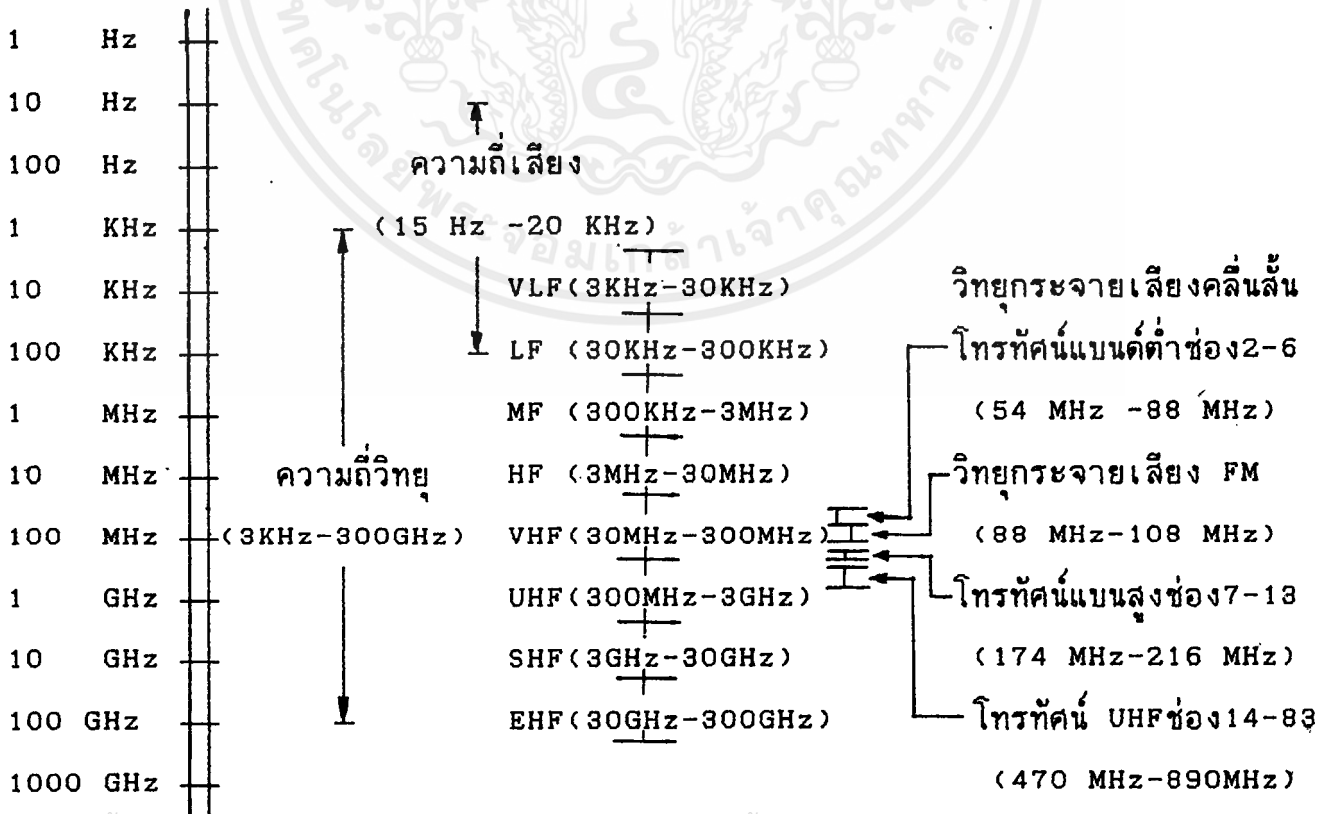 1 Hz
10 Hz
100 Hz
1 KHz
10 KHz
100 KHz
1 MHz
10 MHz
100 MHz
1 GHz
10 GHz
100 GHz
1000 GHz
ความถี่เสียง
(15 Hz -20 KHz)
ความถี่วิทยุ
(3KHz-300GHz)
VLF(3KHz-30KHz)
LF (30KHz-300KHz)
MF (300KHz-3MHz)
HF (3MHz-30MHz)
VHF(30MHz-300MHz)
UHF(300MHz-3GHz)
SHF(3GHz-30GHz)
EHF(30GHz-300GHz)
วิทยุกระจายเสียงคลื่นสั้น
โทรทัศน์แบนด์ต่ำช่อง2-6
(54 MHz -88 MHz)
วิทยุกระจายเสียง FM
(88 MHz-108 MHz)
โทรทัศน์แบนสูงช่อง7-13
(174 MHz-216 MHz)
โทรทัศน์ UHFช่อง14-83
(470 MHz-890MHz)